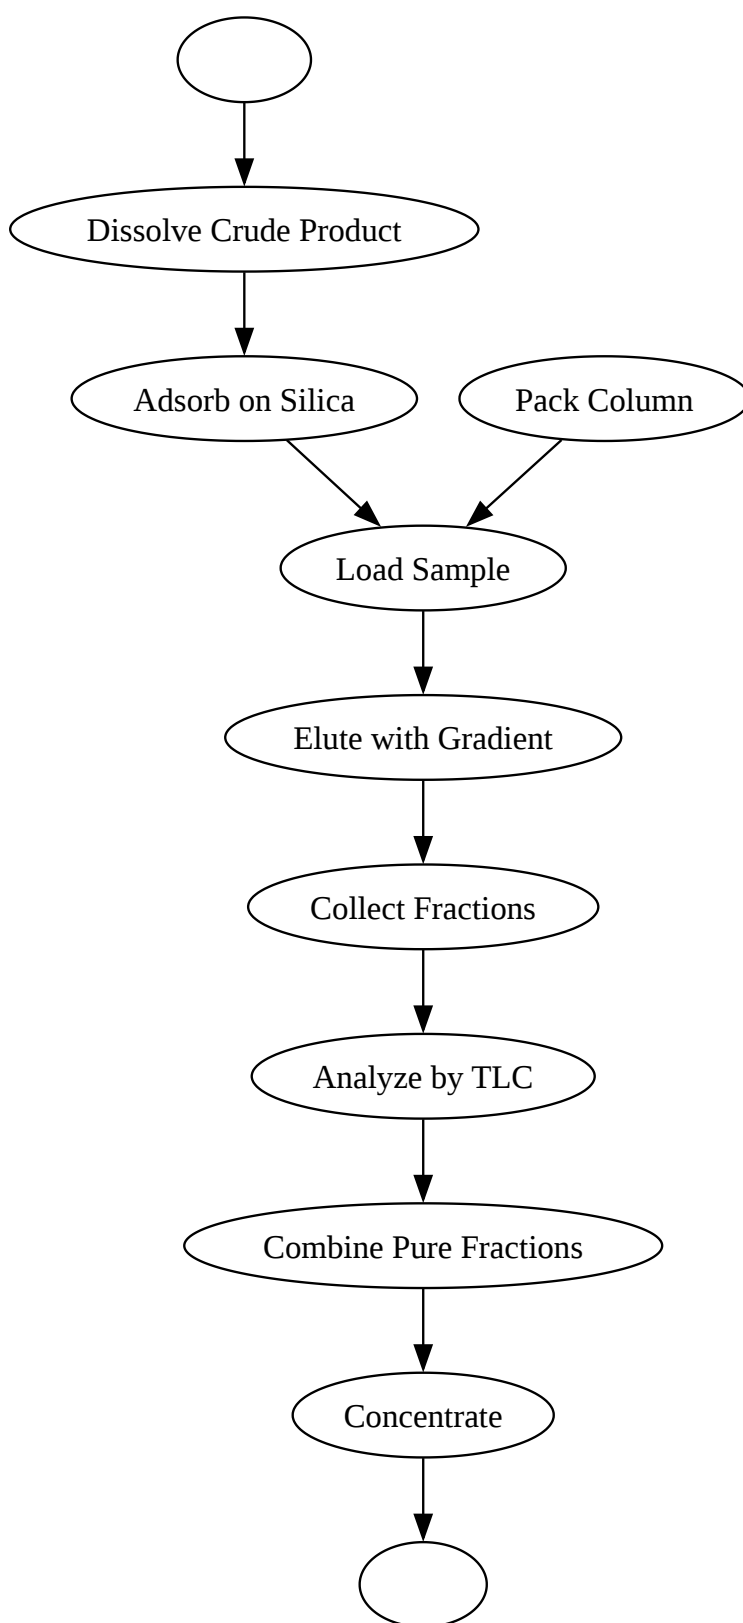 Dissolve Crude Product
Adsorb on Silica
Pack Column
Load Sample
Elute with Gradient
Collect Fractions
Analyze by TLC
Combine Pure Fractions
Concentrate